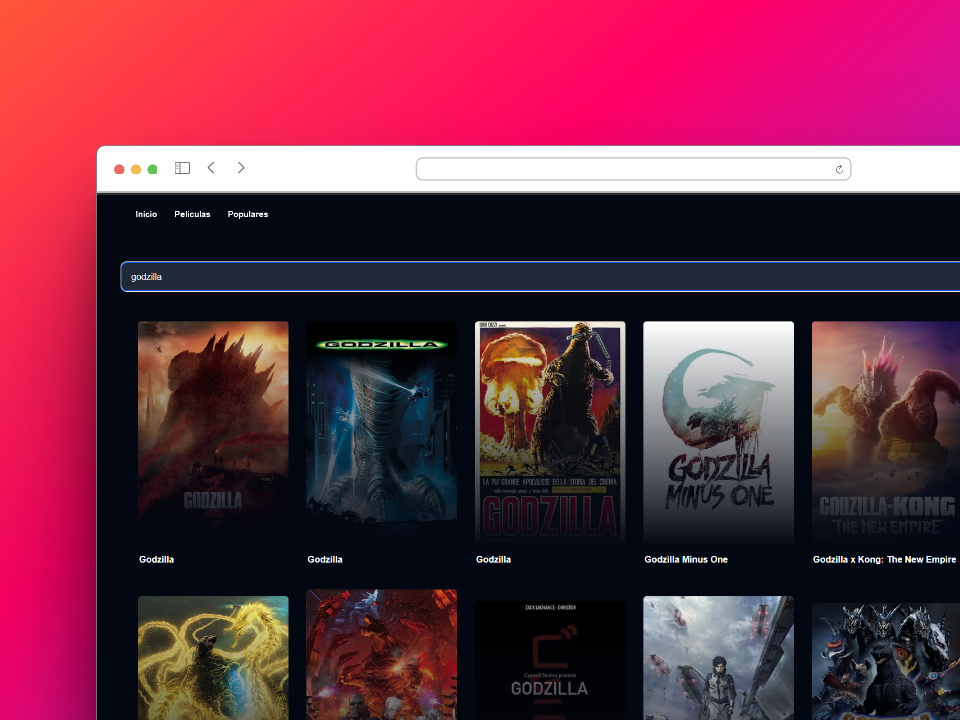 Inicio Peliculas Populares
godzilla
GODZILLA
GODZILLA
LA PIU' GRANDE APOCALISSE DELLA STORIA DEL CINEMA
GODZILLA
GODZILLA
MINUS ONE
GODZILLA-KONG
THE NEW EMPIRE
Godzilla
Godzilla
Godzilla
Godzilla Minus One
Godzilla x Kong: The New Empire
ZACK LACHANCE - DIRECTOR
GODZILLA